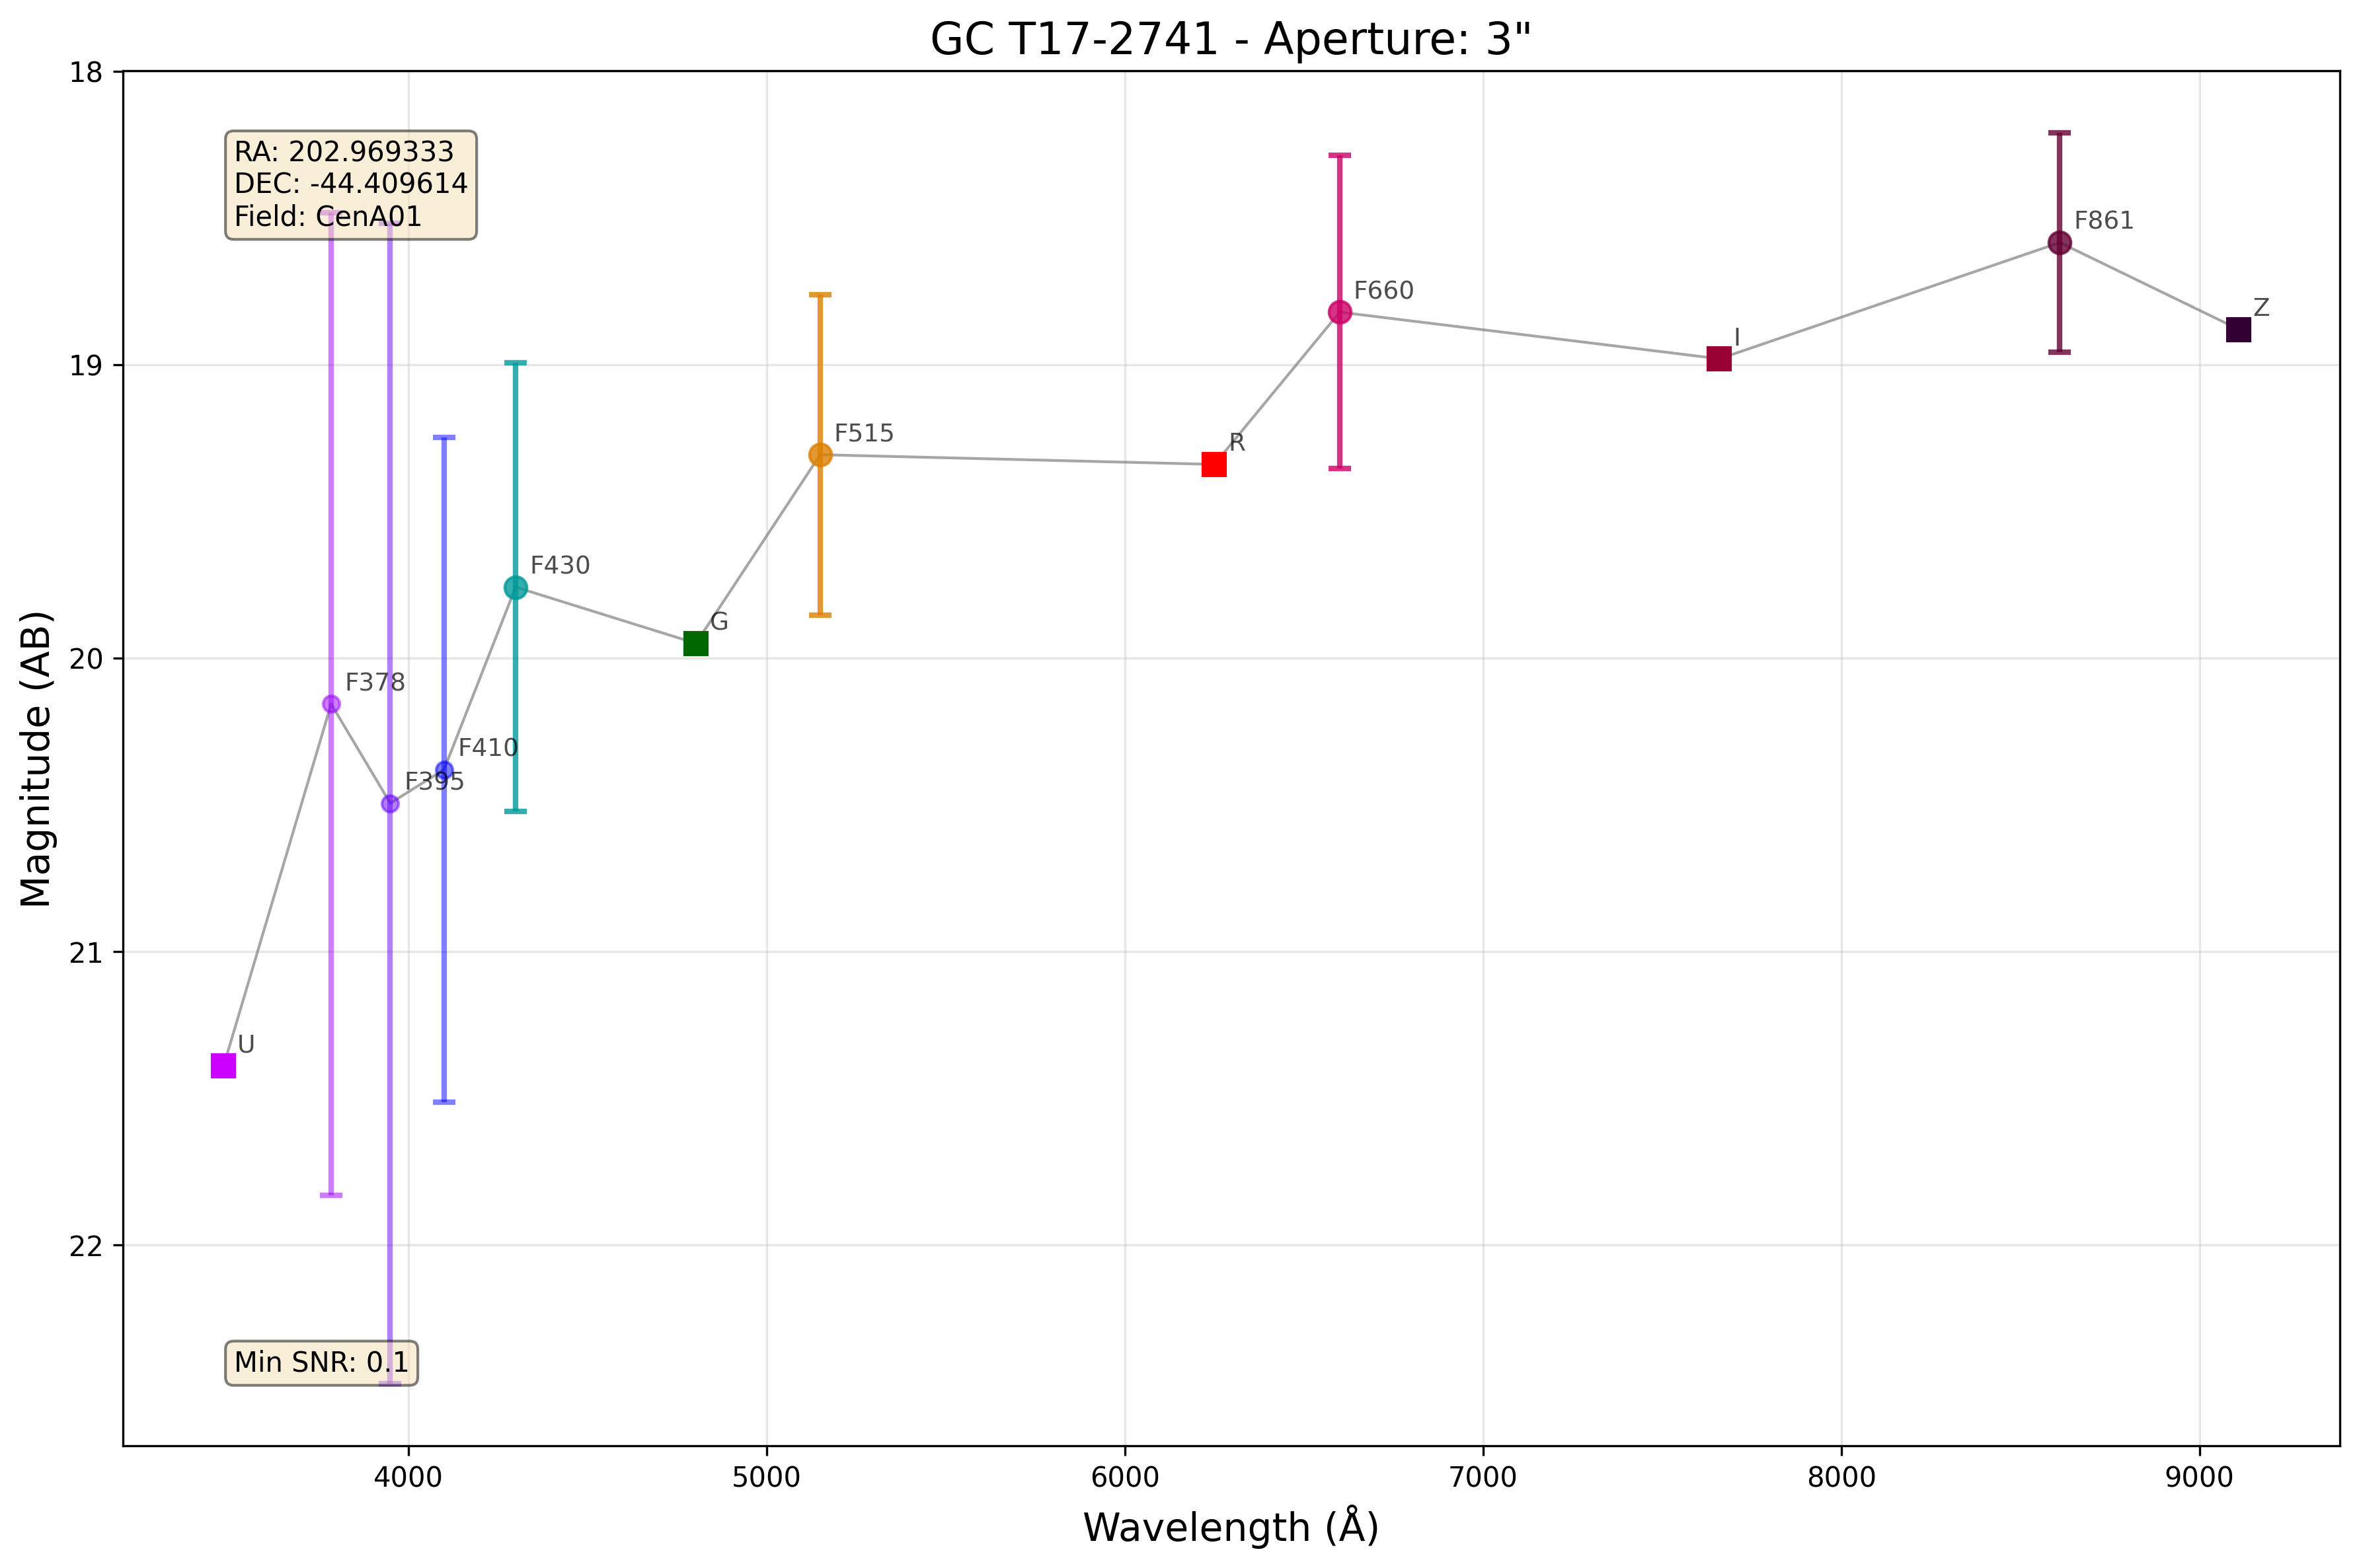 GC T17-2741 - Aperture: 3"
18
RA: 202.969333
DEC: -44.409614
Field: CenA01
F861
F660
Z
I
19
F515
R
F430
G
20
F378
F410
F395
21
U
22
Min SNR: 0.1
Magnitude (AB)
4000 5000 6000 7000 8000 9000
Wavelength (Å)